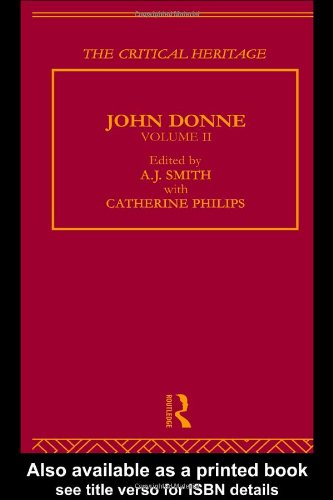 THE CRITICAL HERITAGE
JOHN DONNE
VOLUME II
Edited by
A.J. SMITH
with
CATHERINE PHILIPS
ROUTLEDGE
Also available as a printed book
see title verso for ISBN details